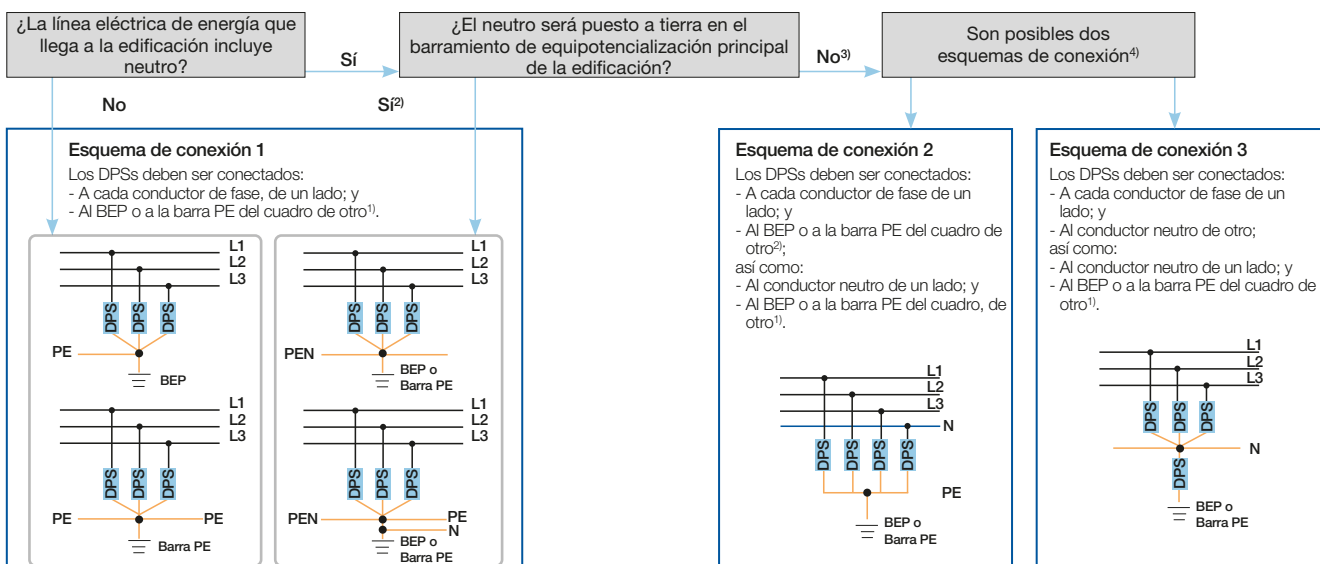 ¿La línea eléctrica de energía que
llega a la edificación incluye
neutro?
Sí
¿El neutro será puesto a tierra en el
barramiento de equipotencialización principal
de la edificación?
No3)
Son posibles dos
esquemas de conexión4)
No
Sí2)
Esquema de conexión 1
Los DPSs deben ser conectados:
- A cada conductor de fase, de un lado; y
- Al BEP o a la barra PE del cuadro de otro1).
L1
L2
L3
DPS DPS DPS
PE
BEP
L1
L2
L3
DPS DPS DPS
PE PE
Barra PE
L1
L2
L3
DPS DPS DPS
PEN
BEP o
Barra PE
L1
L2
L3
DPS DPS DPS
PEN PE
N
BEP o
Barra PE
Esquema de conexión 2
Los DPSs deben ser conectados:
- A cada conductor de fase de un
lado; y
- Al BEP o a la barra PE del cuadro de
otro2);
así como:
- Al conductor neutro de un lado; y
- Al BEP o a la barra PE del cuadro, de
otro1).
L1
L2
L3
N
DPS DPS DPS DPS
PE
BEP o
Barra PE
Esquema de conexión 3
Los DPSs deben ser conectados:
- A cada conductor de fase de un
lado; y
- Al conductor neutro de otro;
así como:
- Al conductor neutro de un lado; y
- Al BEP o a la barra PE del cuadro de
otro1).
L1
L2
L3
DPS DPS DPS
N
DPS
BEP o
Barra PE